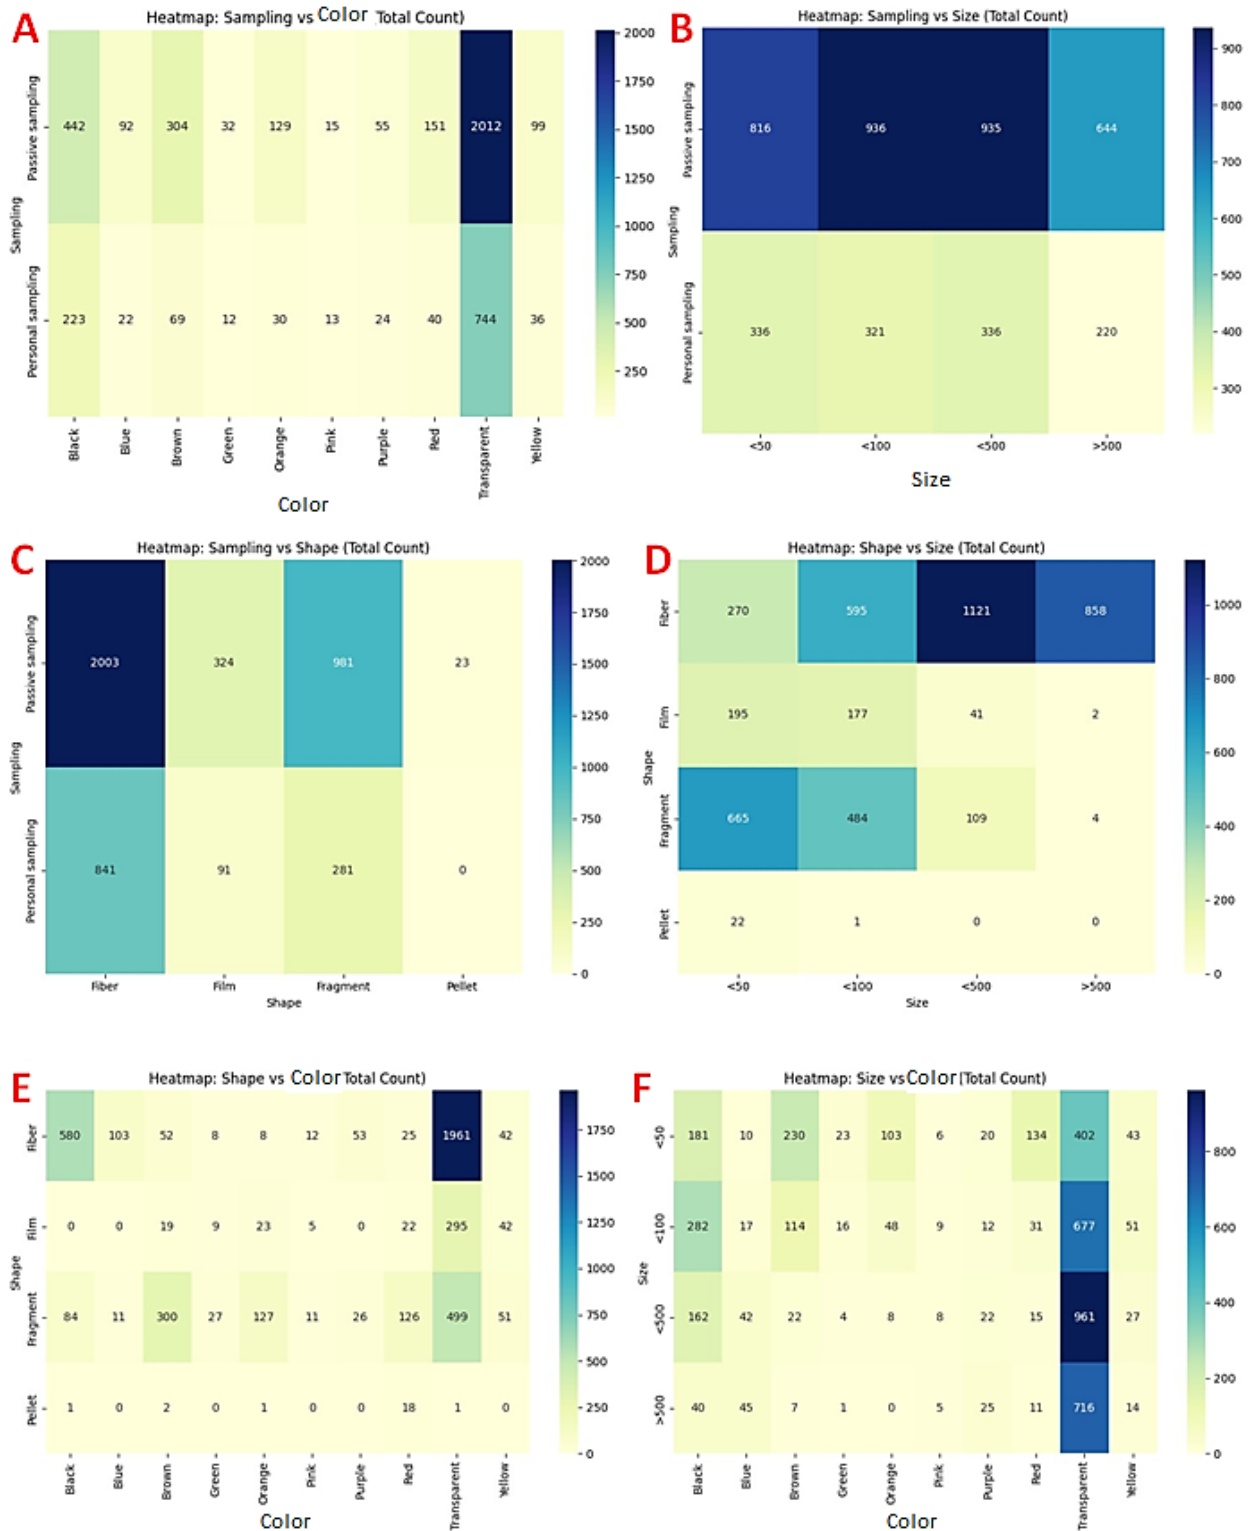 A
Heatmap: Sampling vs Color Total Count)
Passive sampling
442 92 304 32 129 15 55 151 2012 99
Sampling
Personal sampling
223 22 69 12 30 13 24 40 744 36
Black Blue Brown Green Orange Pink Purple Red Transparent Yellow
Color
2000
1750
1500
1250
1000
750
500
250
B
Heatmap: Sampling vs Size (Total Count)
Passive sampling
816 936 935 644
Sampling
Personal sampling
336 321 336 220
<50 <100 <500 >500
Size
900
800
700
600
500
400
300
C
Heatmap: Sampling vs Shape (Total Count)
Passive sampling
2003 324 981 23
Sampling
Personal sampling
841 91 281 0
Fiber Film Fragment Pellet
Shape
2000
1750
1500
1250
1000
750
500
250
0
D
Heatmap: Shape vs Size (Total Count)
Fiber
270 595 1121 858
Film
195 177 41 2
Shape
Fragment
665 484 109 4
Pellet
22 1 0 0
<50 <100 <500 >500
Size
1000
800
600
400
200
0
E
Heatmap: Shape vs Color Total Count)
Fiber
580 103 52 8 8 12 53 25 1961 42
Film
0 0 19 9 23 5 0 22 295 42
Shape
Fragment
84 11 300 27 127 11 26 126 499 51
Pellet
1 0 2 0 1 0 0 18 1 0
Black Blue Brown Green Orange Pink Purple Red Transparent Yellow
Color
1750
1500
1250
1000
750
500
250
0
F
Heatmap: Size vs Color (Total Count)
<50
181 10 230 23 103 6 20 134 402 43
<100
282 17 114 16 48 9 12 31 677 51
Size
<500
162 42 22 4 8 8 22 15 961 27
>500
40 45 7 1 0 5 25 11 716 14
Black Blue Brown Green Orange Pink Purple Red Transparent Yellow
Color
800
600
400
200
0